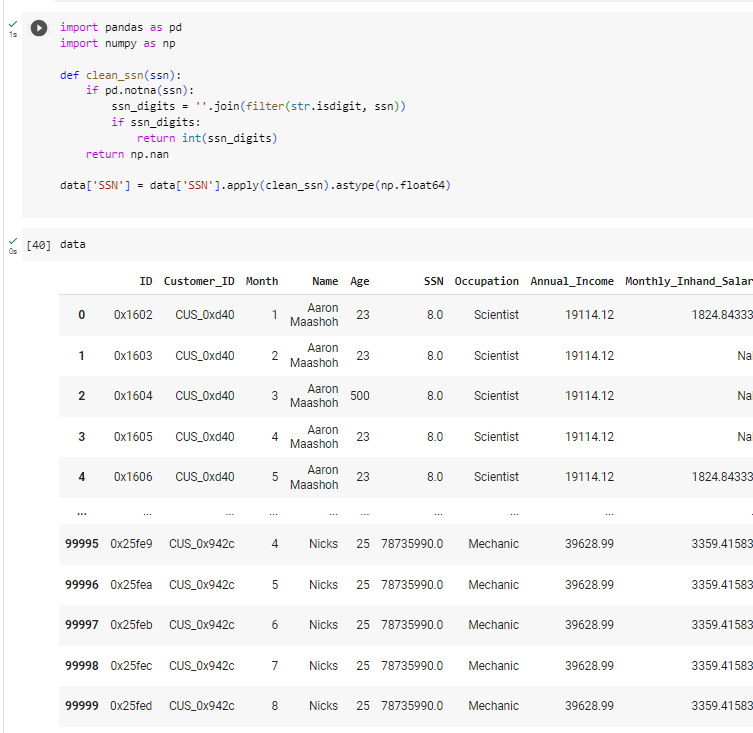 1s
import pandas as pd
import numpy as np
def clean_ssn(ssn):
if pd.notna(ssn):
ssn_digits = ''.join(filter(str.isdigit, ssn))
if ssn_digits:
return int(ssn_digits)
return np.nan
data['SSN'] = data['SSN'].apply(clean_ssn).astype(np.float64)
0s [40] data
ID Customer_ID Month Name Age SSN Occupation Annual_Income Monthly_Inhand_Salar
0 0x1602 CUS_0xd40 1 Aaron Maashoh 23 8.0 Scientist 19114.12 1824.84333
1 0x1603 CUS_0xd40 2 Aaron Maashoh 23 8.0 Scientist 19114.12 Na
2 0x1604 CUS_0xd40 3 Aaron Maashoh 500 8.0 Scientist 19114.12 Na
3 0x1605 CUS_0xd40 4 Aaron Maashoh 23 8.0 Scientist 19114.12 Na
4 0x1606 CUS_0xd40 5 Aaron Maashoh 23 8.0 Scientist 19114.12 1824.84333
... ... ... ... ... ... ... ... ... .
99995 0x25fe9 CUS_0x942c 4 Nicks 25 78735990.0 Mechanic 39628.99 3359.41583
99996 0x25fea CUS_0x942c 5 Nicks 25 78735990.0 Mechanic 39628.99 3359.41583
99997 0x25feb CUS_0x942c 6 Nicks 25 78735990.0 Mechanic 39628.99 3359.41583
99998 0x25fec CUS_0x942c 7 Nicks 25 78735990.0 Mechanic 39628.99 3359.41583
99999 0x25fed CUS_0x942c 8 Nicks 25 78735990.0 Mechanic 39628.99 3359.41583